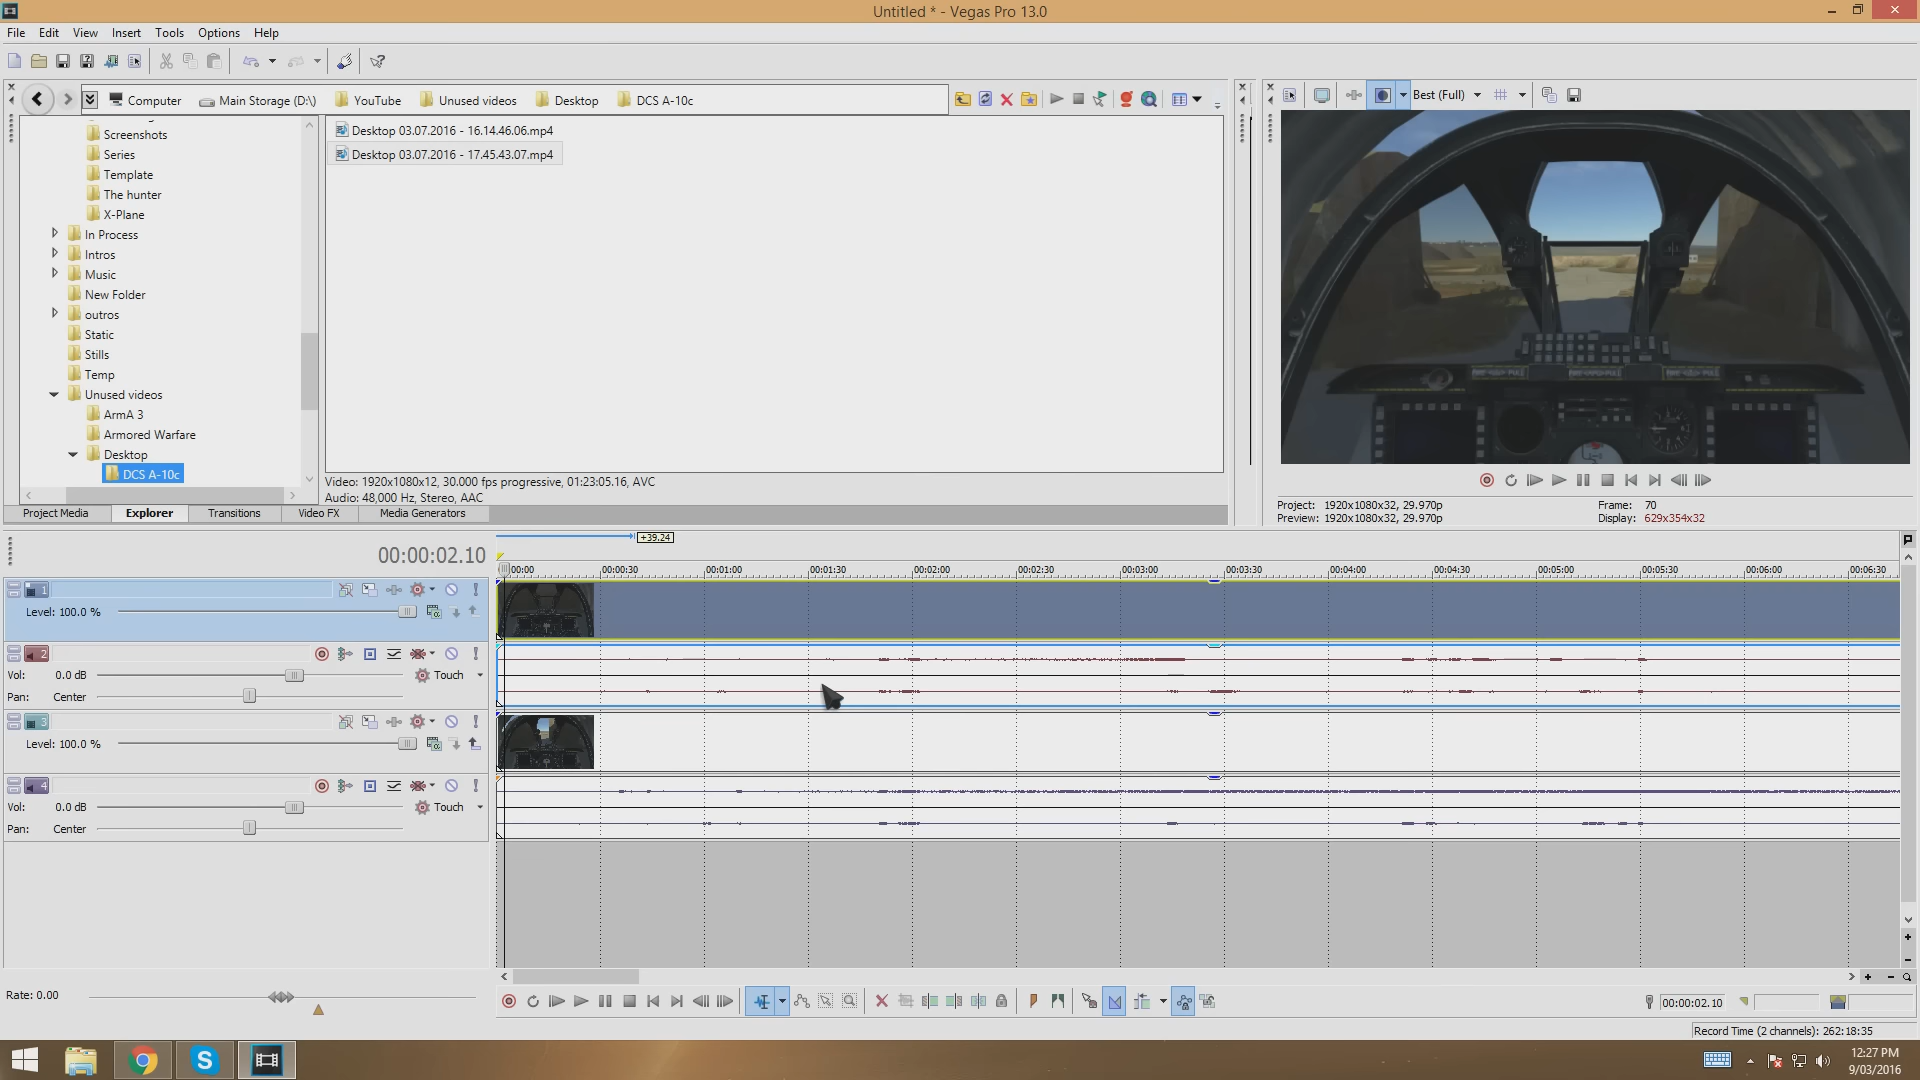 Untitled * - Vegas Pro 13.0
File Edit View Insert Tools Options Help
Computer Main Storage (D:\) YouTube Unused videos Desktop DCS A-10c
Best (Full)
Screenshots
Series
Template
The hunter
X-Plane
In Process
Intros
Music
New Folder
outros
Static
Stills
Temp
Unused videos
ArmA 3
Armored Warfare
Desktop
DCS A-10c
Desktop 03.07.2016 - 16.14.46.06.mp4
Desktop 03.07.2016 - 17.45.43.07.mp4
Video: 1920x1080x12, 30.000 fps progressive, 01:23:05.16, AVC
Audio: 48,000 Hz, Stereo, AAC
Project Media Explorer Transitions Video FX Media Generators
Project: 1920x1080x32, 29.970p Frame: 70
Preview: 1920x1080x32, 29.970p Display: 629x354x32
+39.24
00:00:02.10
00:00 00:00:30 00:01:00 00:01:30 00:02:00 00:02:30 00:03:00 00:03:30 00:04:00 00:04:30 00:05:00 00:05:30 00:06:00 00:06:30
1
Level: 100.0 %
2
Vol: 0.0 dB Touch
Pan: Center
3
Level: 100.0 %
4
Vol: 0.0 dB Touch
Pan: Center
Rate: 0.00
00:00:02.10
Record Time (2 channels): 262:18:35
12:27 PM
9/03/2016